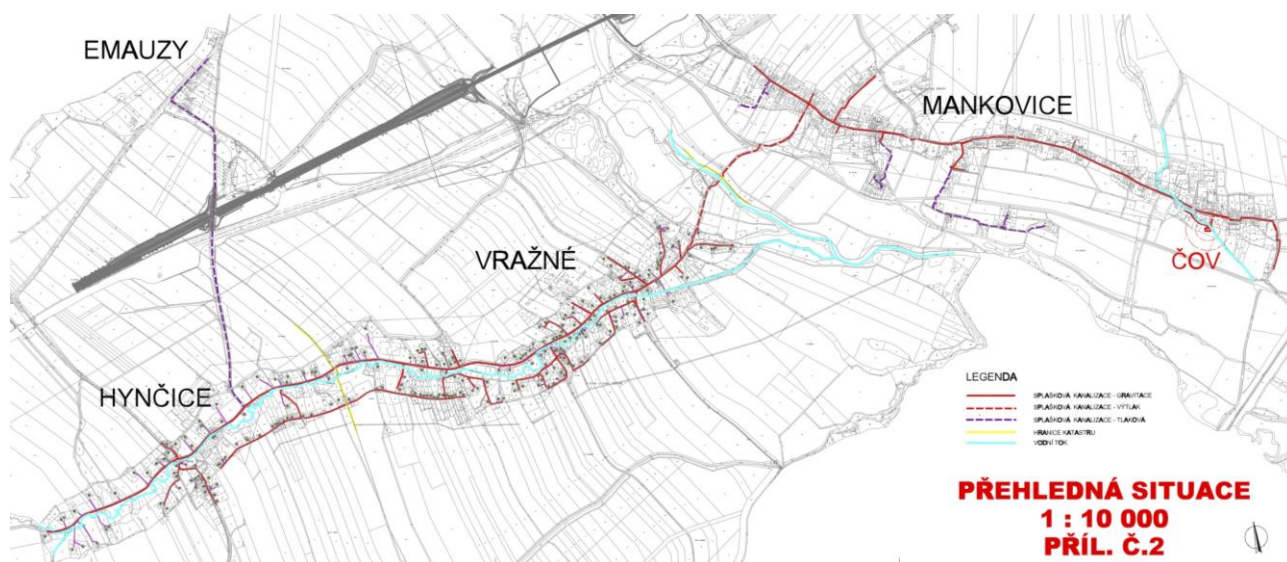 EMAUZY
MANKOVICE
VRAŽNÉ
ČOV
HYNČICE
LEGENDA
SPLAŠKOVÁ KANALIZACE - GRAVITACE
SPLAŠKOVÁ KANALIZACE - VÝTLAK
SPLAŠKOVÁ KANALIZACE - TLAKOVÁ
HRANICE KATASTRU
VODNÍ TOK
PŘEHLEDNÁ SITUACE
1 : 10 000
PŘÍL. Č.2